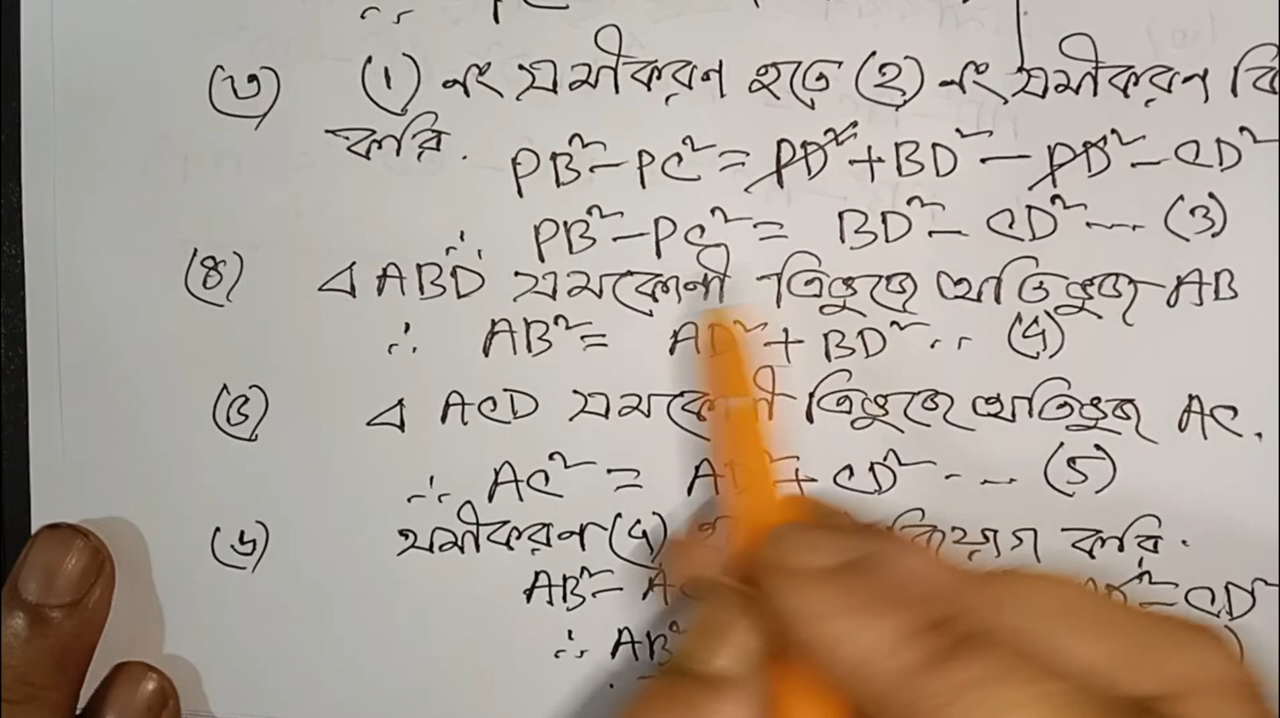 (৩) (১) নং সমীকরণ হতে (২) নং সমীকরণ বি
করি.
PB²-PC² = PD²+BD²-PD²-CD²
∴ PB²-PC² = BD²-CD² -- (3)
(৪) ⊿ ABD সমকোনী ত্রিভুজে অতিভুজ AB
∴ AB² = AD²+BD² -- (4)
(৫) ⊿ ACD সমকোনী ত্রিভুজে অতিভুজ AC.
∴ AC² = AD²+CD² --- (5)
(৬) সমীকরণ (4) বিয়োগ করি.
AB²- -CD²
∴ AB²